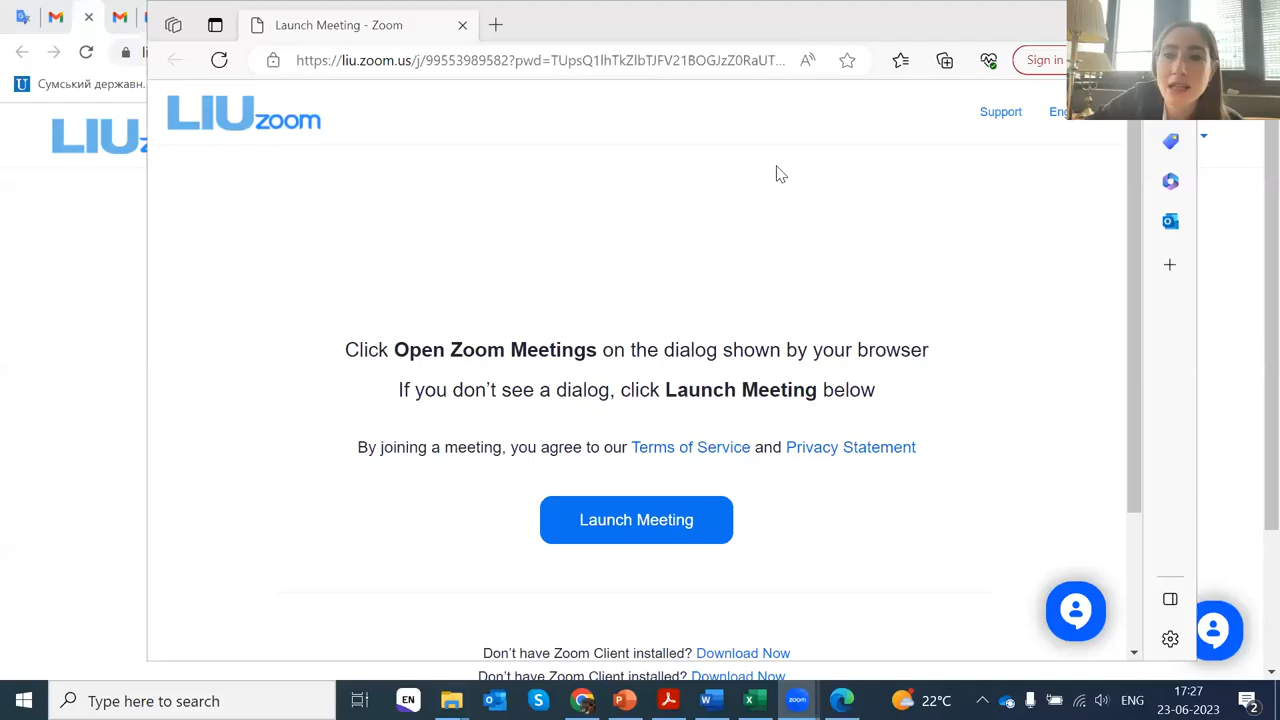 Launch Meeting - Zoom
https://liu.zoom.us/j/99553989582?pwd=
Sign in
Сумський державн.
LIU zoom
Support
LIU
Click Open Zoom Meetings on the dialog shown by your browser
If you don't see a dialog, click Launch Meeting below
By joining a meeting, you agree to our Terms of Service and Privacy Statement
Launch Meeting
Don't have Zoom Client installed? Download Now
Don't have Zoom Client installed? Download Now
Type here to search
EN
zoom
22°C
ENG
17:27
23-06-2023
2